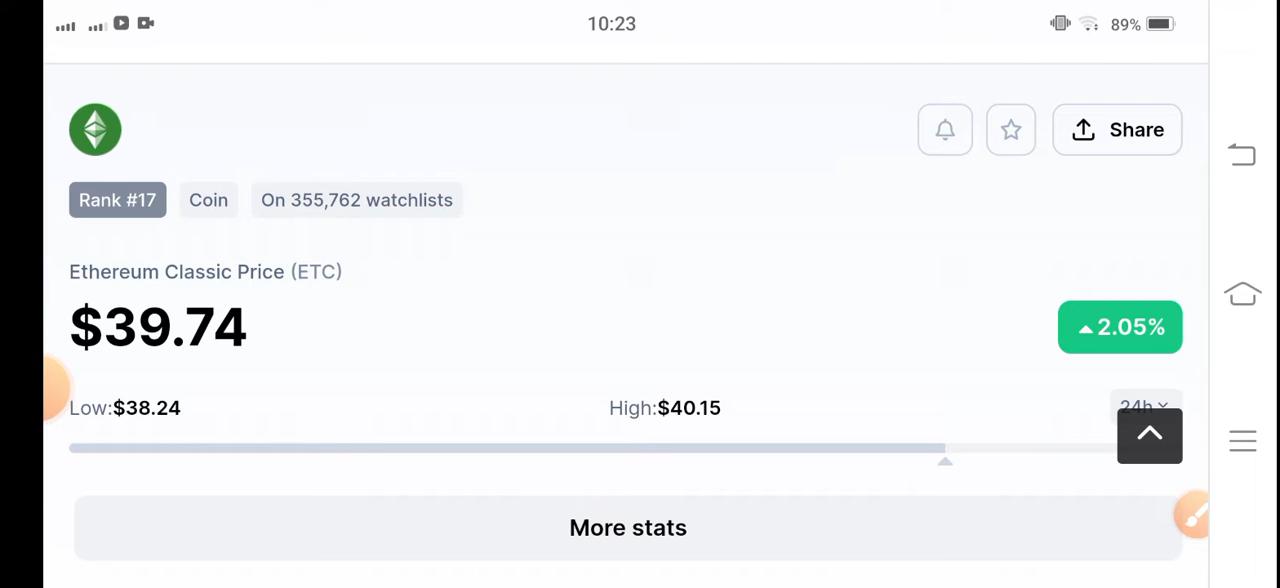 10:23
89%
Share
Rank #17 Coin On 355,762 watchlists
Ethereum Classic Price (ETC)
$39.74
2.05%
Low:$38.24 High:$40.15 24h
More stats